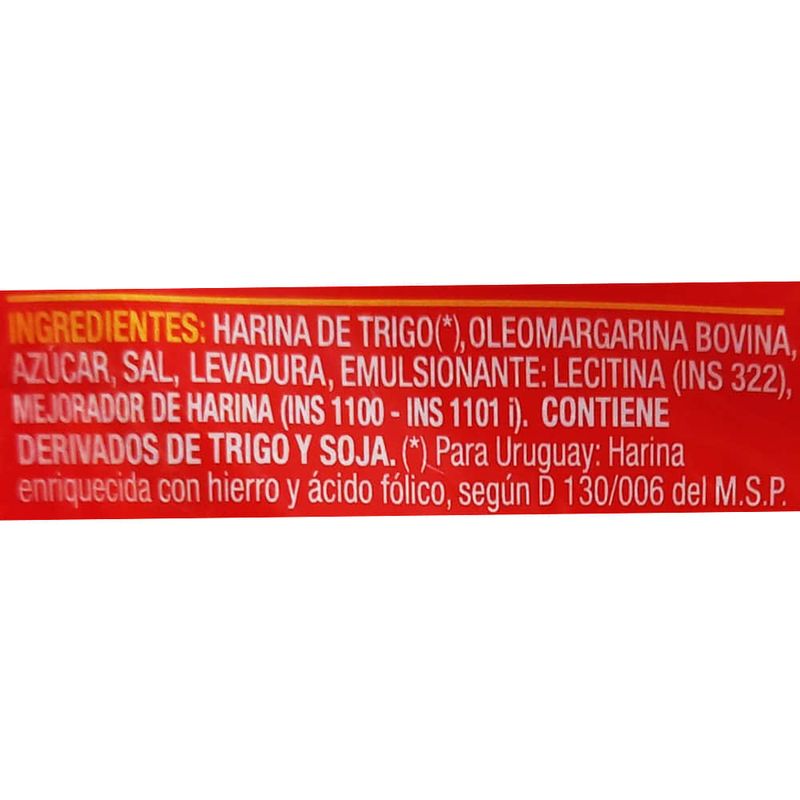 INGREDIENTES: HARINA DE TRIGO(*), OLEOMARGARINA BOVINA,
AZÚCAR, SAL, LEVADURA, EMULSIONANTE: LECITINA (INS 322),
MEJORADOR DE HARINA (INS 1100 - INS 1101 i). CONTIENE
DERIVADOS DE TRIGO Y SOJA. (*) Para Uruguay: Harina
enriquecida con hierro y ácido fólico, según D 130/006 del M.S.P.